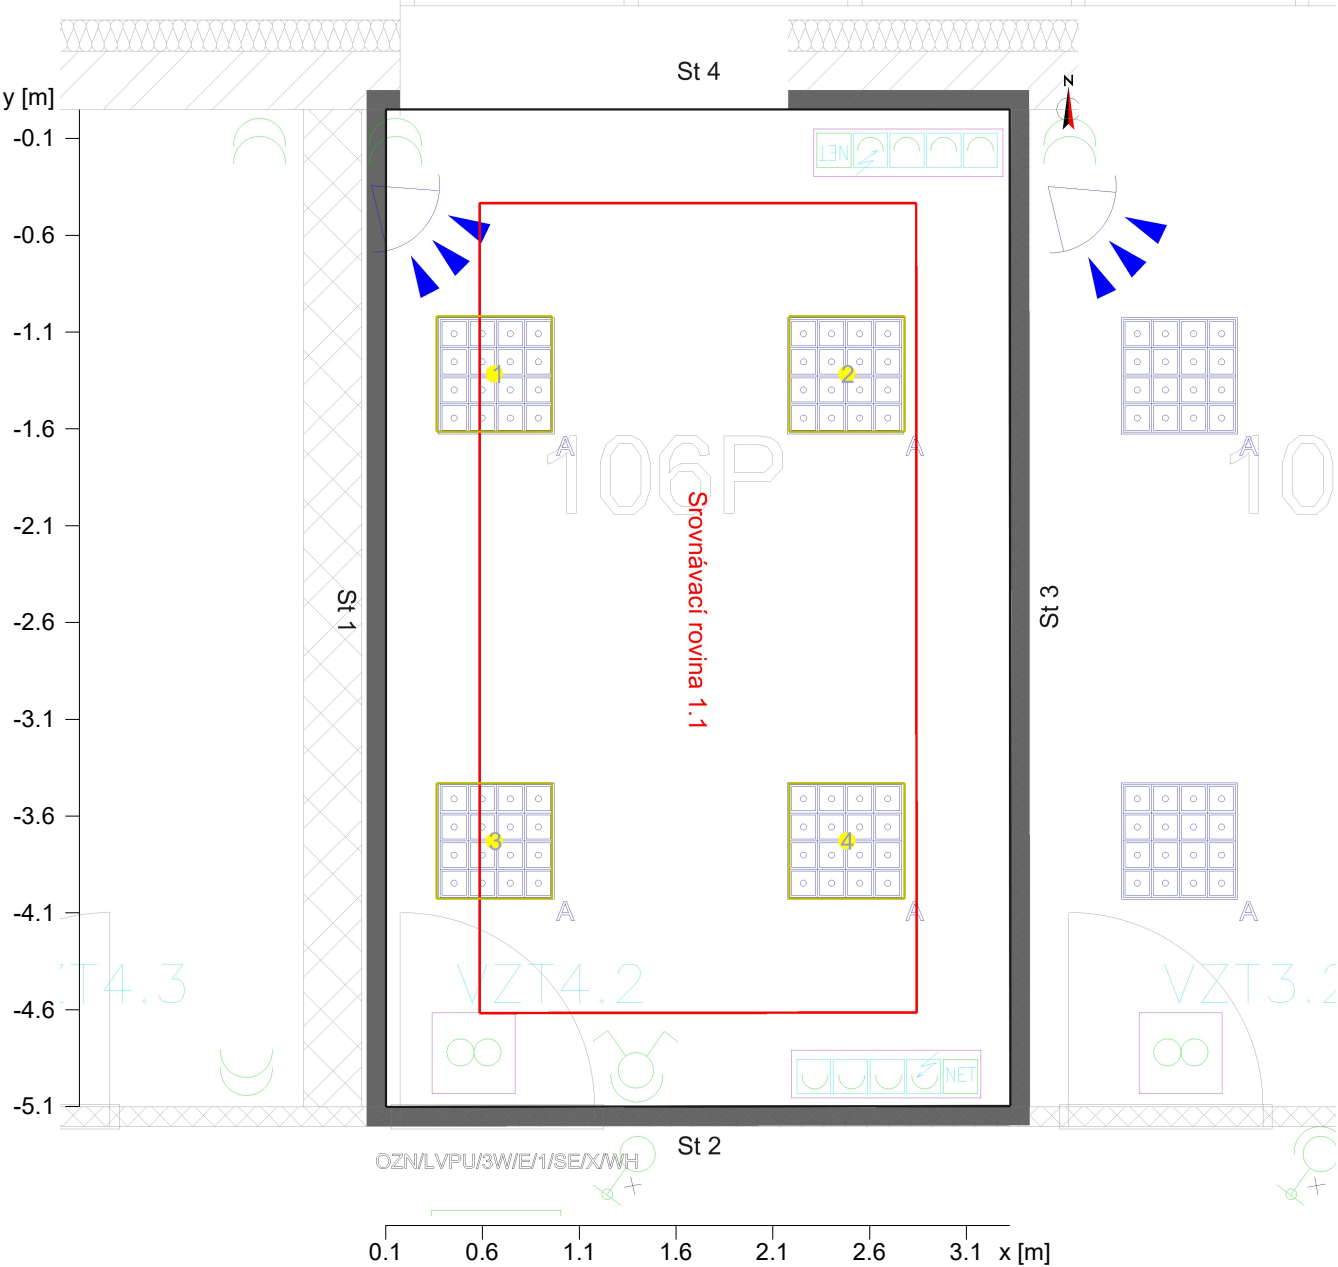 St 4
N
y [m]
-0.1
NET
-0.6
-1.1
1
2
-1.6
A
A
A
106P
10
Srovnávací rovina 1.1
-2.1
-2.6
St 1
St 3
-3.1
-3.6
3
4
-4.1
A
A
A
VZT4.2
VZT3.2
T4.3
-4.6
NET
-5.1
St 2
OZN/LVPU/3W/E/1/SE/X/WH
0.1 0.6 1.1 1.6 2.1 2.6 3.1 x [m]